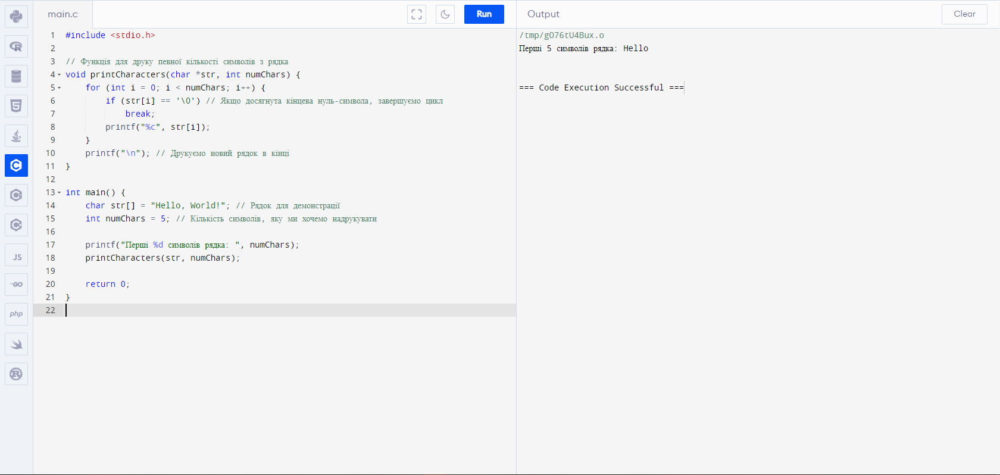 main.c
Run
Output
Clear
1 #include <stdio.h>
2
3 // Функція для друку певної кількості символів з рядка
4 void printCharacters(char *str, int numChars) {
5     for (int i = 0; i < numChars; i++) {
6         if (str[i] == '\0') // Якщо досягнута кінцева нуль-символа, завершуємо цикл
7             break;
8         printf("%c", str[i]);
9     }
10     printf("\n"); // Друкуємо новий рядок в кінці
11 }
12
13 int main() {
14     char str[] = "Hello, World!"; // Рядок для демонстрації
15     int numChars = 5; // Кількість символів, яку ми хочемо надрукувати
16
17     printf("Перші %d символів рядка: ", numChars);
18     printCharacters(str, numChars);
19
20     return 0;
21 }
22
/tmp/gO76tU4Bux.o
Перші 5 символів рядка: Hello
=== Code Execution Successful ===
JS
GO
php